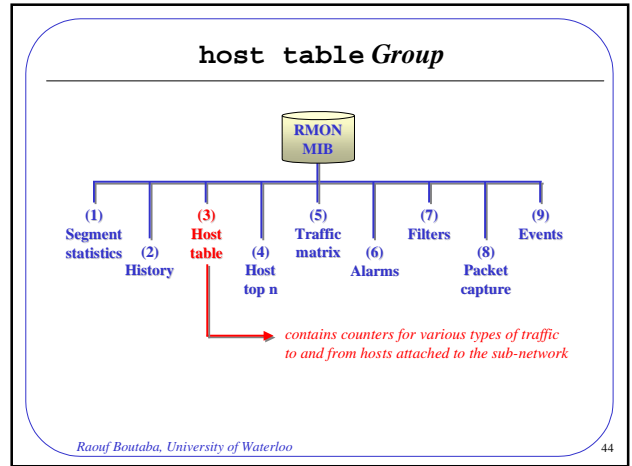 host table Group
RMON
MIB
(1)
Segment
statistics
(2)
History
(3)
Host
table
(4)
Host
top n
(5)
Traffic
matrix
(6)
Alarms
(7)
Filters
(8)
Packet
capture
(9)
Events
contains counters for various types of traffic
to and from hosts attached to the sub-network
Raouf Boutaba, University of Waterloo
44